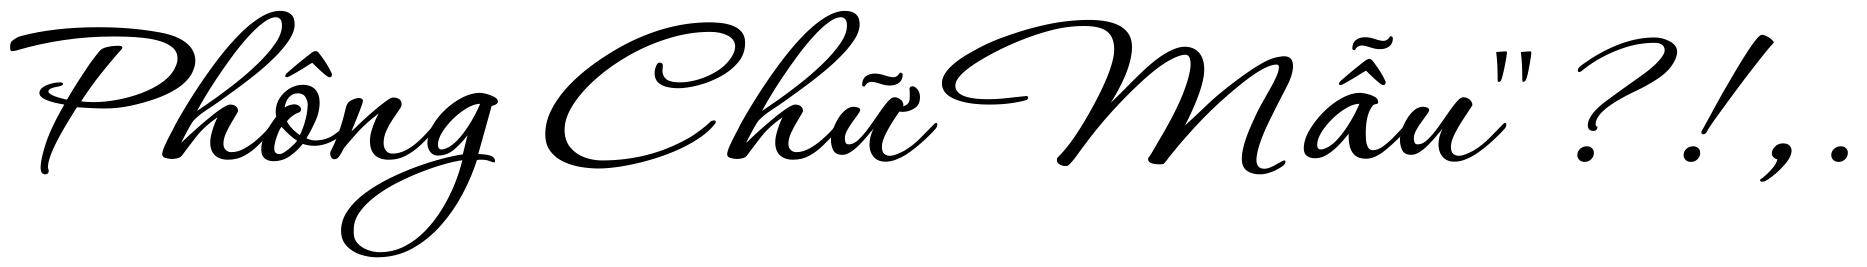 Phông Chữ Mẫu" ? ! , .